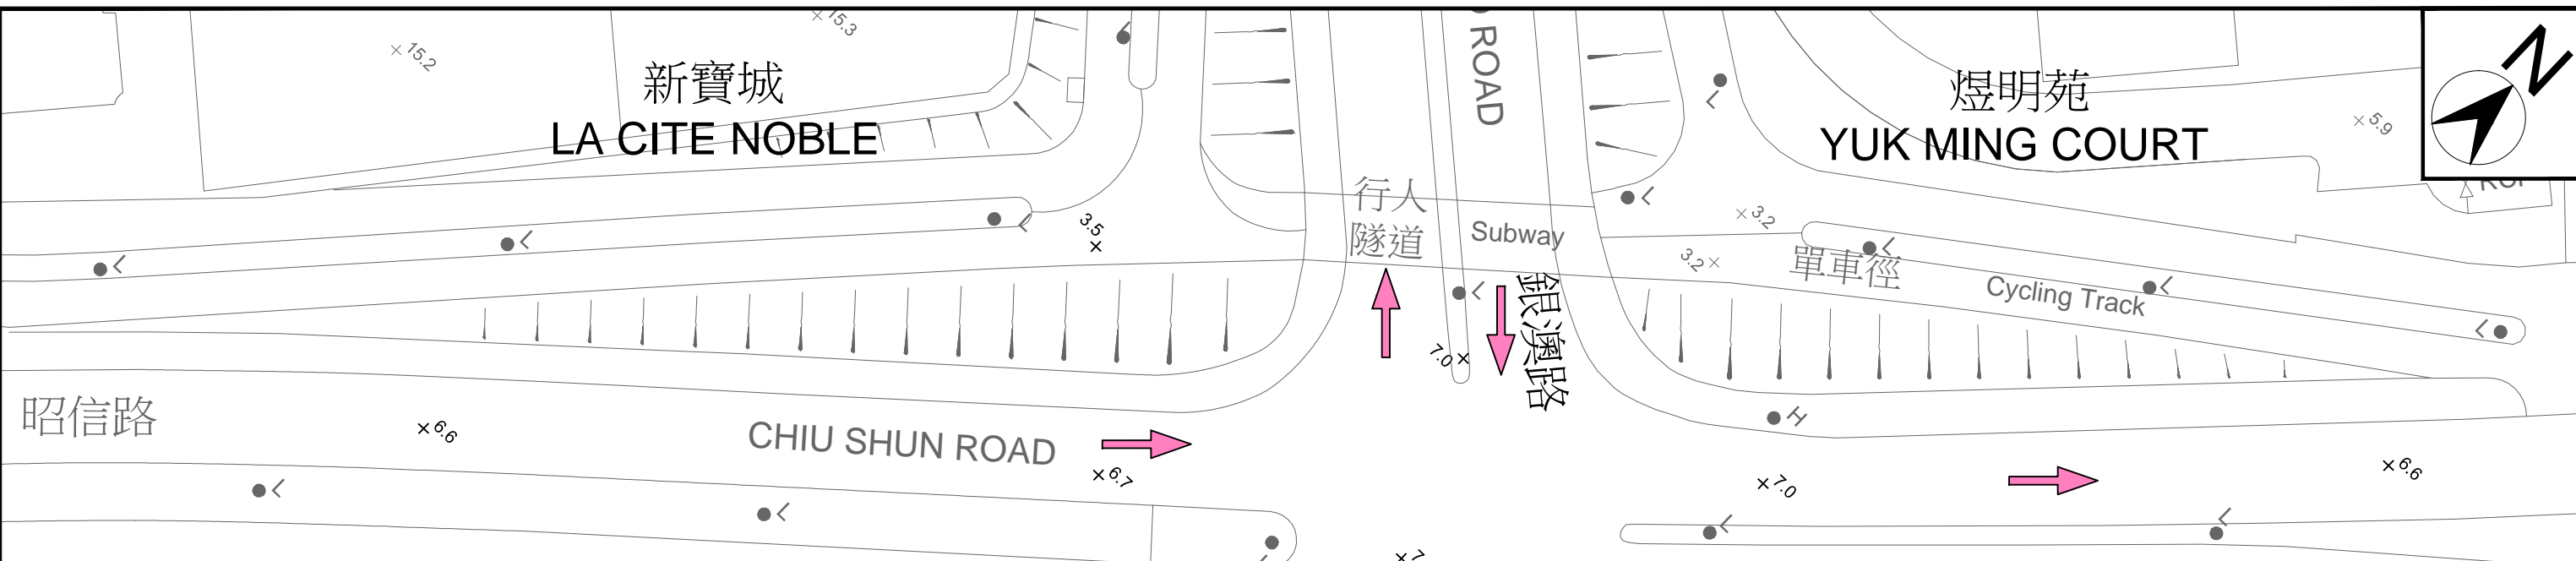 15.3
15.2
ROAD
N
新寶城
LA CITE NOBLE
煜明苑
YUK MING COURT
5.9
行人
隧道
Subway
3.5
3.2
3.2
單車徑
Cycling Track
銀澳路
7.0
昭信路
6.6
CHIU SHUN ROAD
6.7
H
7.0
6.6